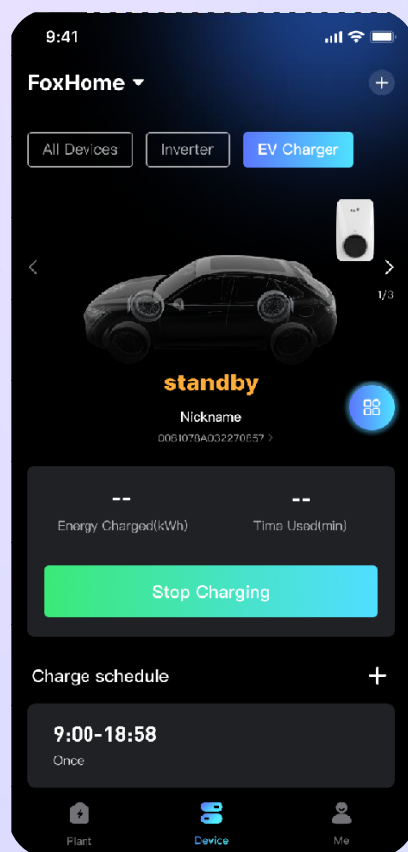 9:41
FoxHome
All Devices Inverter EV Charger
1/3
standby
Nickname
0061078A032270657 >
-- --
Energy Charged(kWh) Time Used(min)
Stop Charging
Charge schedule +
9:00-18:58
Once
Plant Device Me